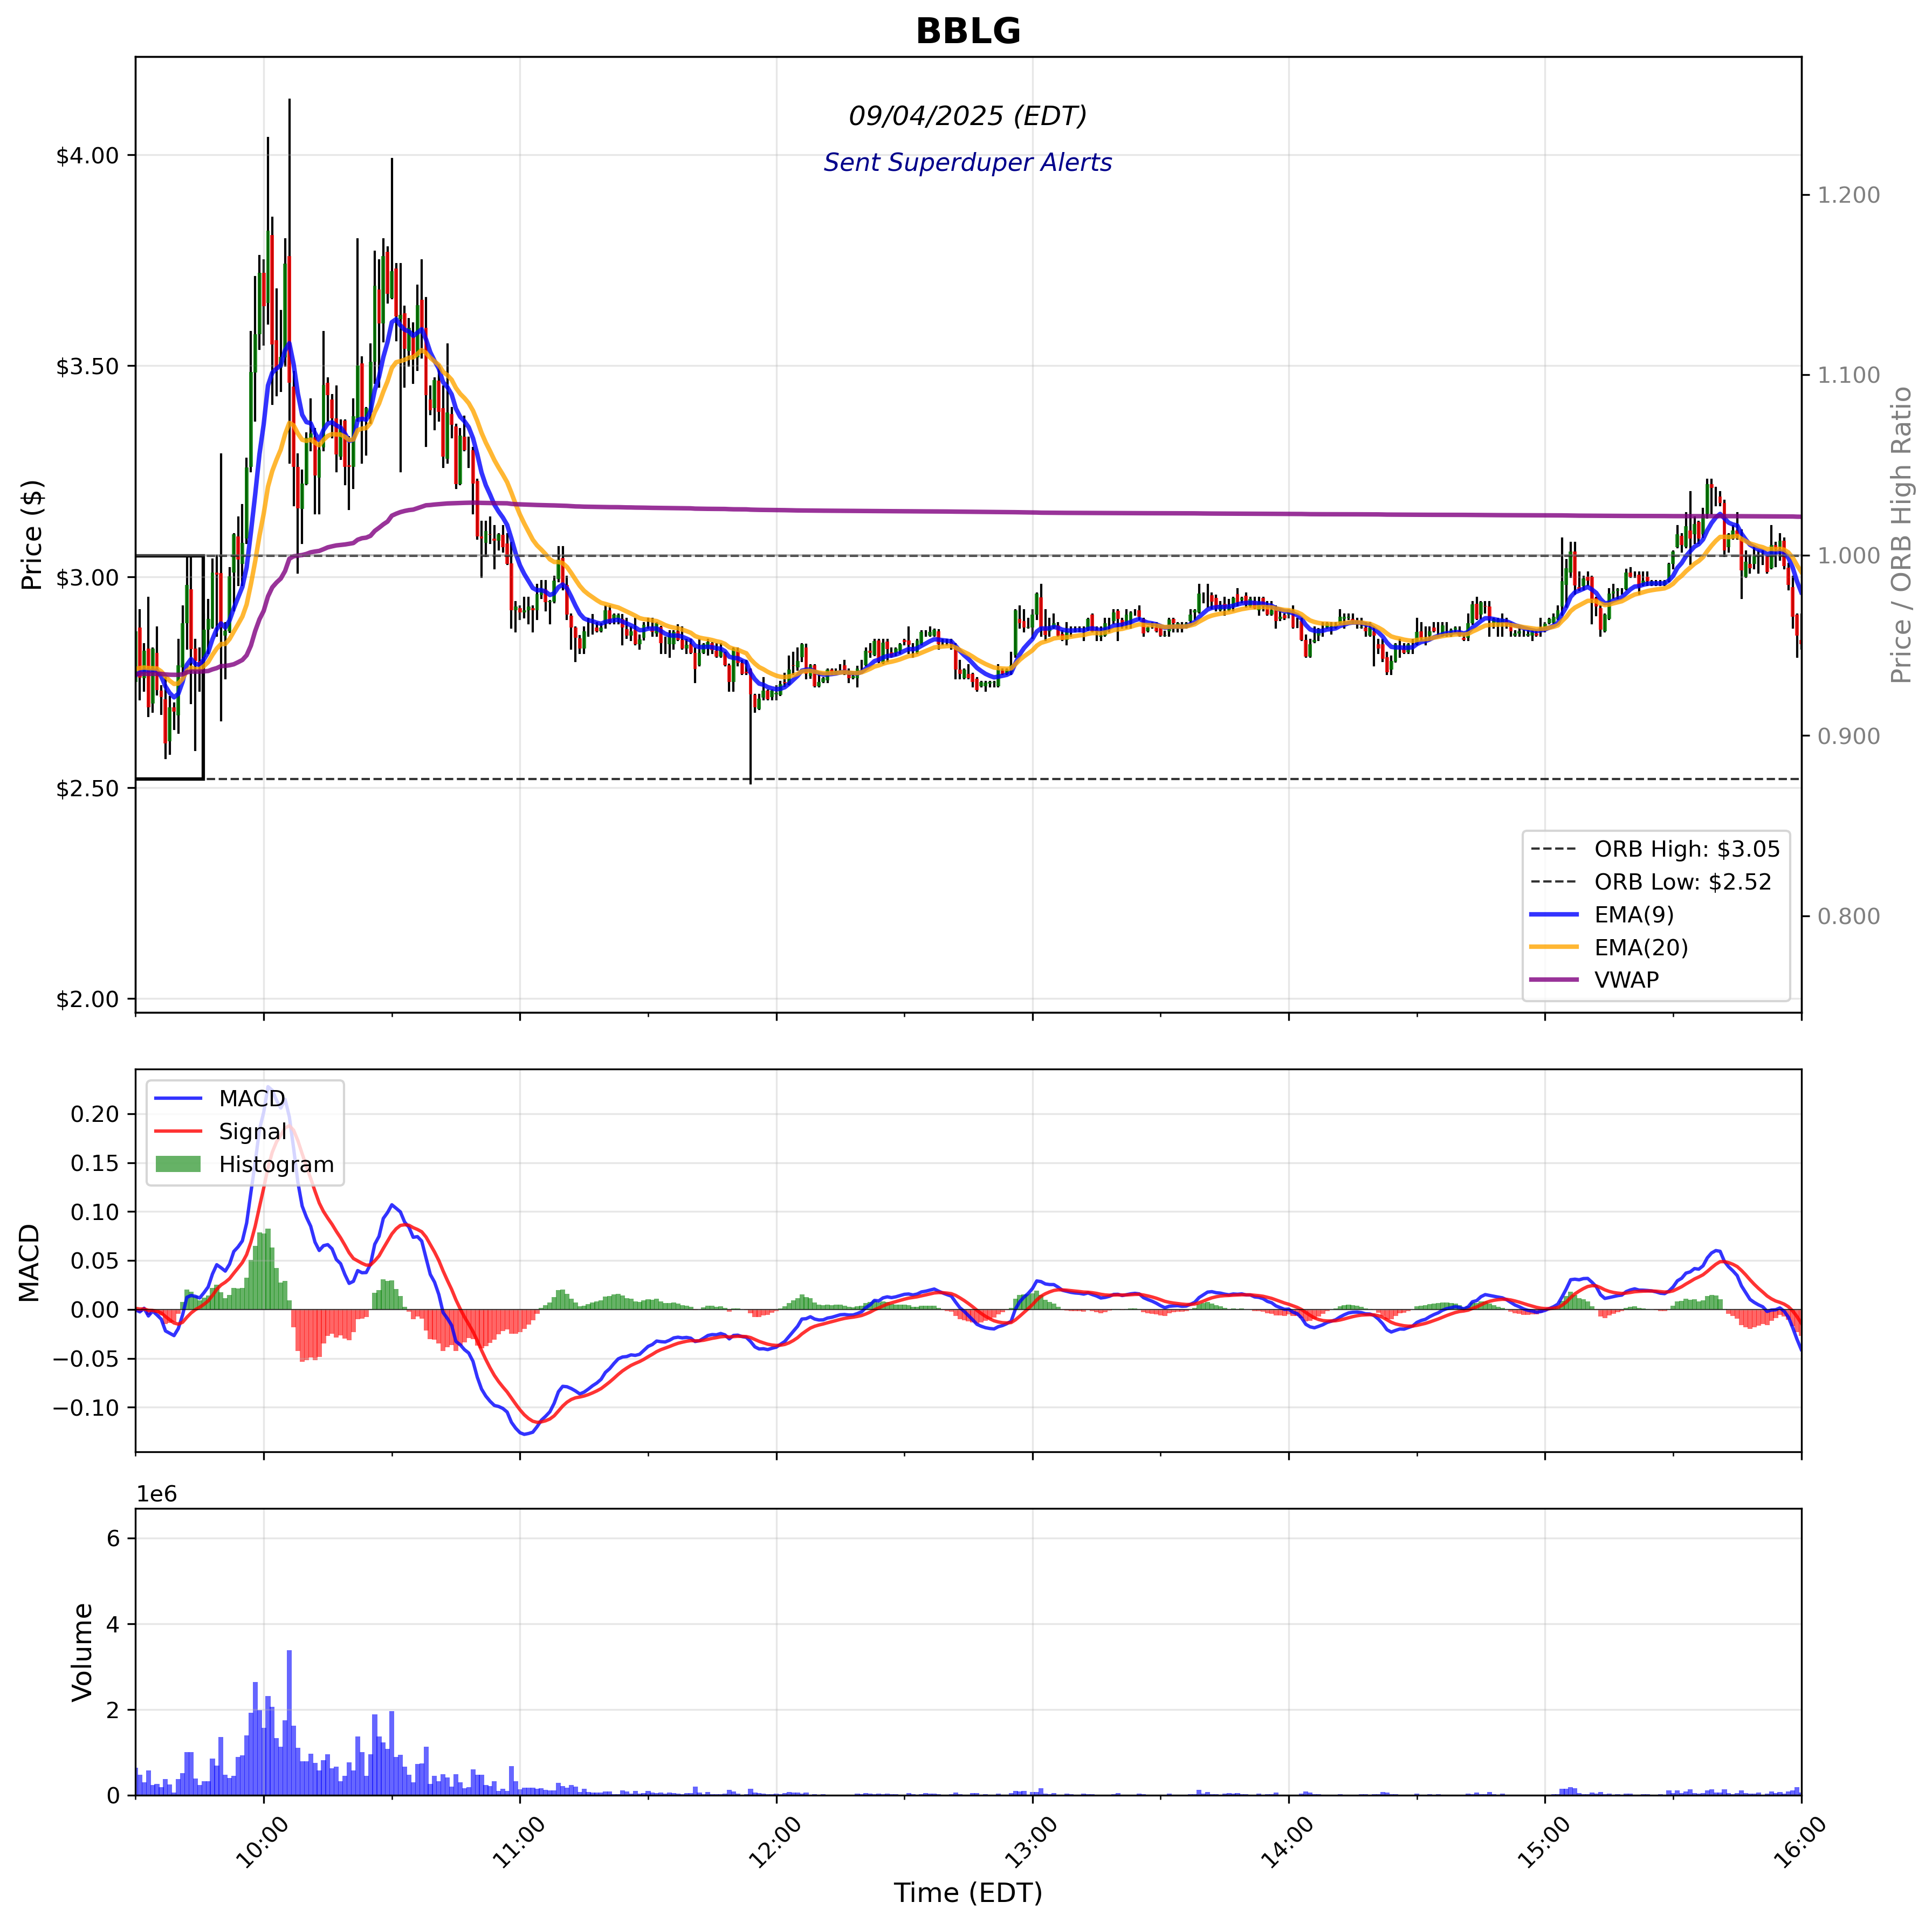 BBLG
09/04/2025 (EDT)
Sent Superduper Alerts
Price ($)
$4.00
$3.50
$3.00
$2.50
$2.00
1.200
1.100
1.000
0.900
0.800
Price / ORB High Ratio
ORB High: $3.05
ORB Low: $2.52
EMA(9)
EMA(20)
VWAP
MACD
0.20
0.15
0.10
0.05
0.00
−0.05
−0.10
MACD
Signal
Histogram
1e6
Volume
6
4
2
0
10:00
11:00
12:00
13:00
14:00
15:00
16:00
Time (EDT)